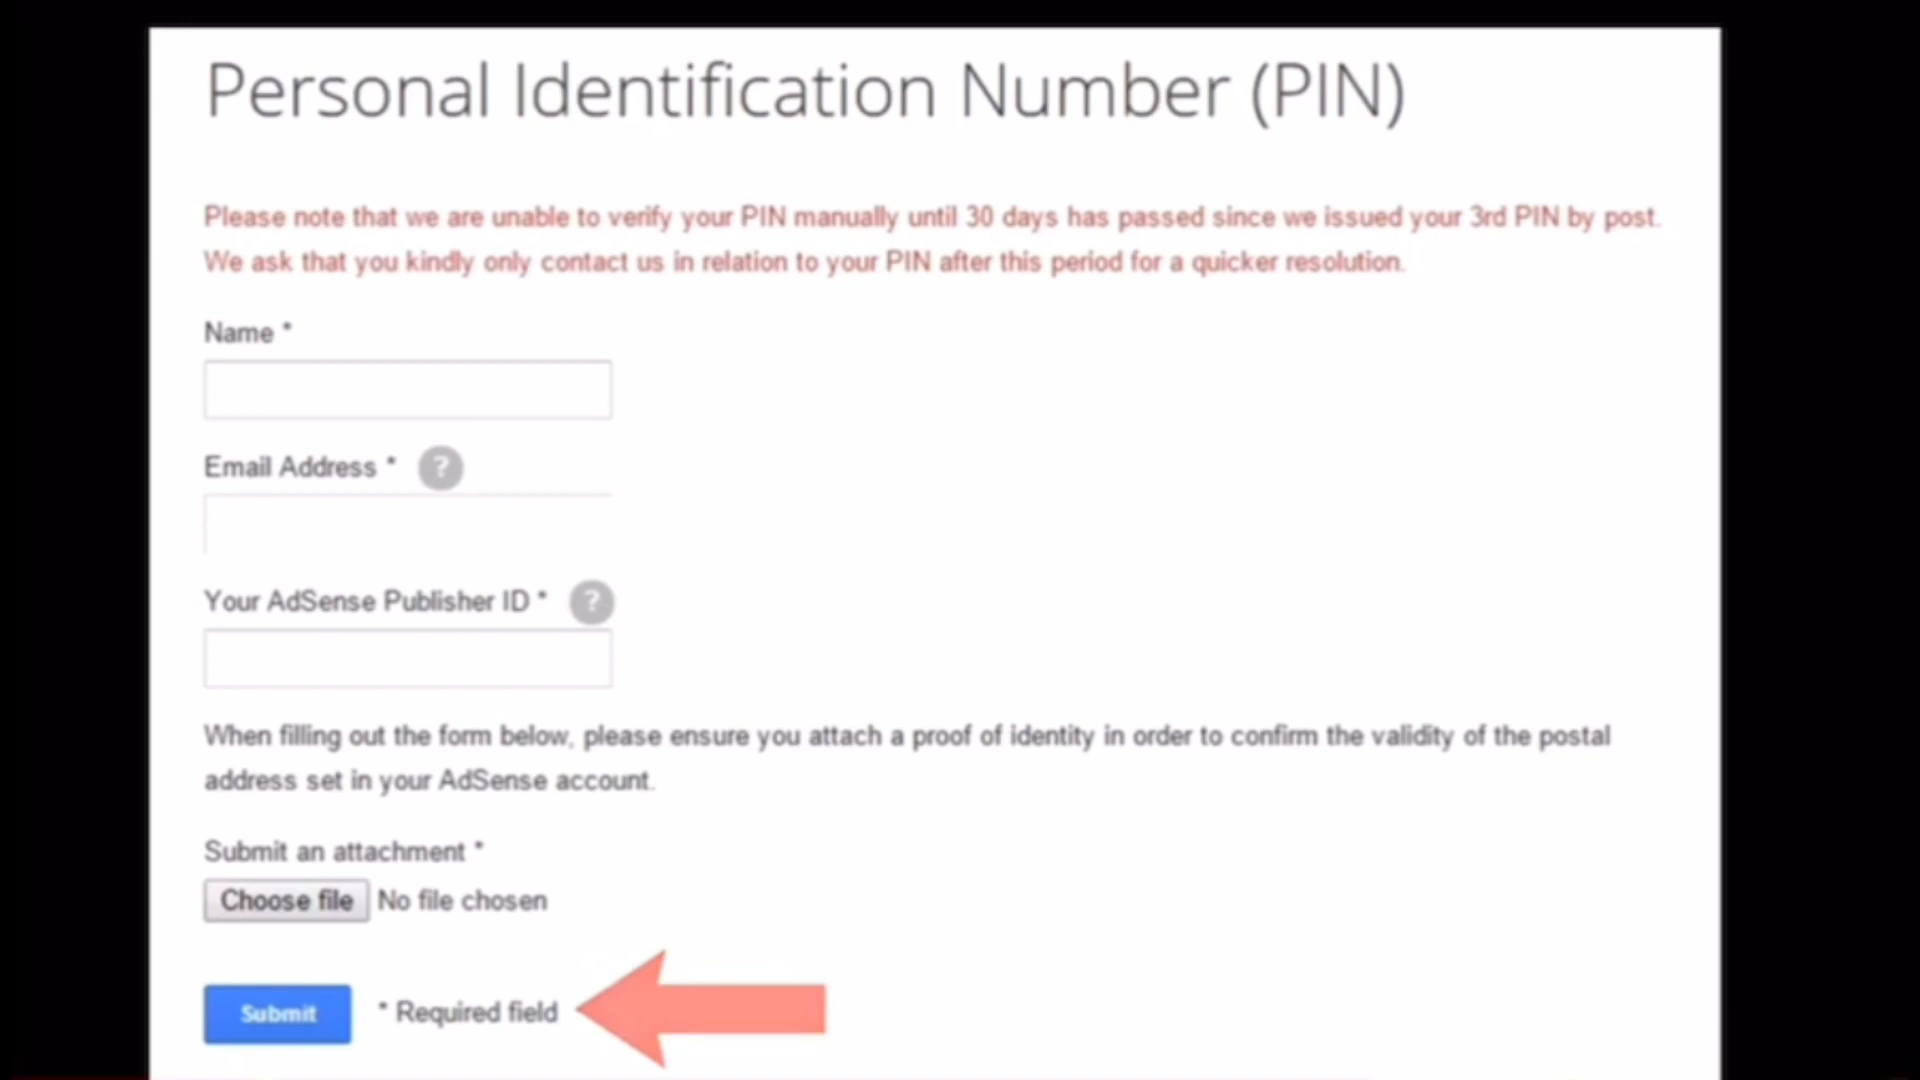 Personal Identification Number (PIN)
Please note that we are unable to verify your PIN manually until 30 days has passed since we issued your 3rd PIN by post.
We ask that you kindly only contact us in relation to your PIN after this period for a quicker resolution.
Name *
Email Address * ?
Your AdSense Publisher ID * ?
When filling out the form below, please ensure you attach a proof of identity in order to confirm the validity of the postal
address set in your AdSense account.
Submit an attachment *
Choose file No file chosen
Submit * Required field